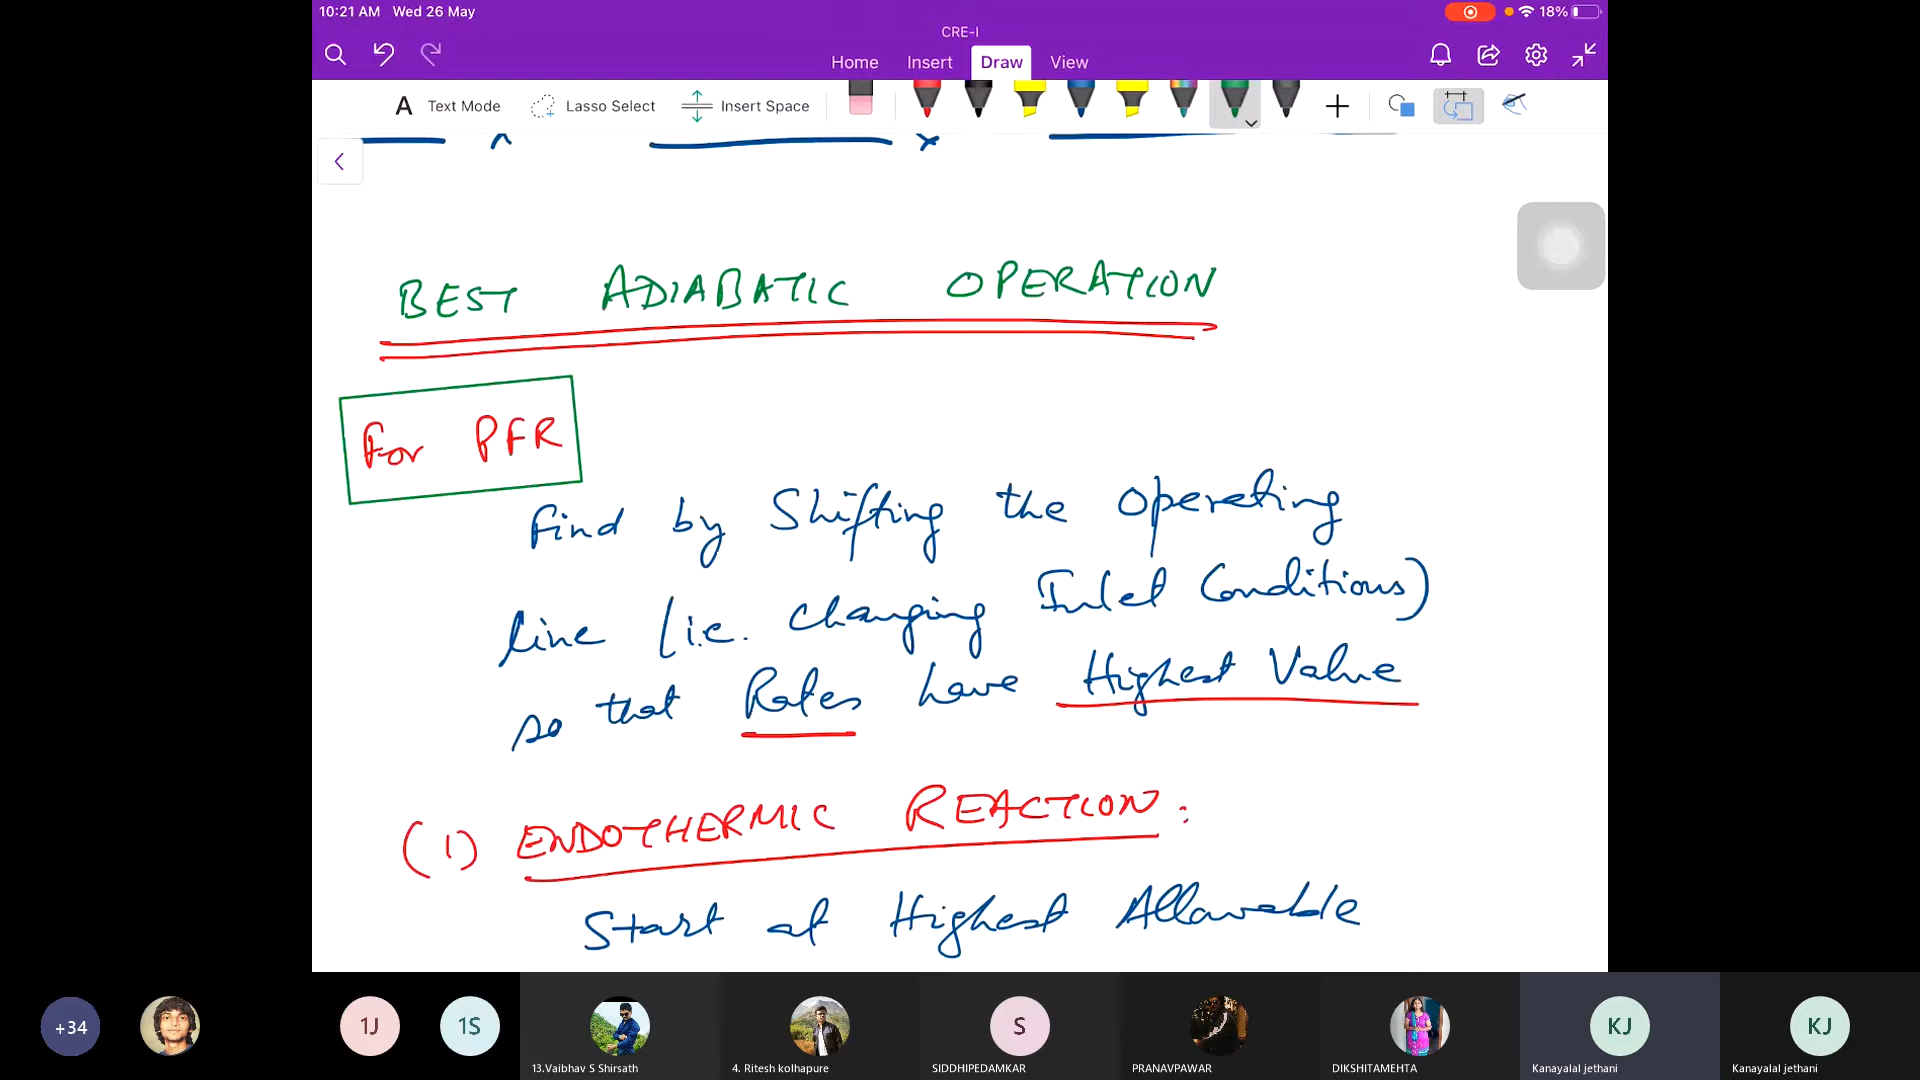 10:21 AM Wed 26 May
18%
CRE-I
Home Insert Draw View
A Text Mode Lasso Select Insert Space
BEST ADIABATIC OPERATION
For PFR
Find by Shifting the Operating
line (i.e. Changing Inlet Conditions)
so that Rates have Highest Value
(1) ENDOTHERMIC REACTION:
Start at Highest Allowable
+34 1J 1S S KJ KJ
13.Vaibhav S Shirsath 4. Ritesh kolhapure SIDDHIPEDAMKAR PRANAVPAWAR DIKSHITAMEHTA Kanayalal jethani Kanayalal jethani